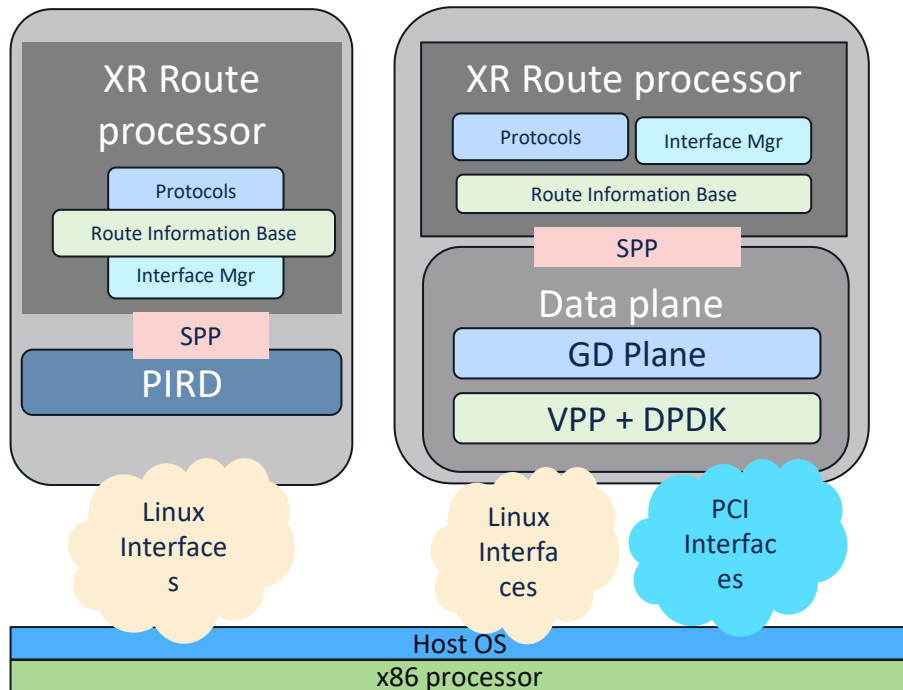 XR Route
processor
Protocols
Route Information Base
Interface Mgr
SPP
PIRD
Linux
Interface
s
XR Route processor
Protocols
Interface Mgr
Route Information Base
SPP
Data plane
GD Plane
VPP + DPDK
Linux
Interfa
ces
PCI
Interfac
es
Host OS
x86 processor